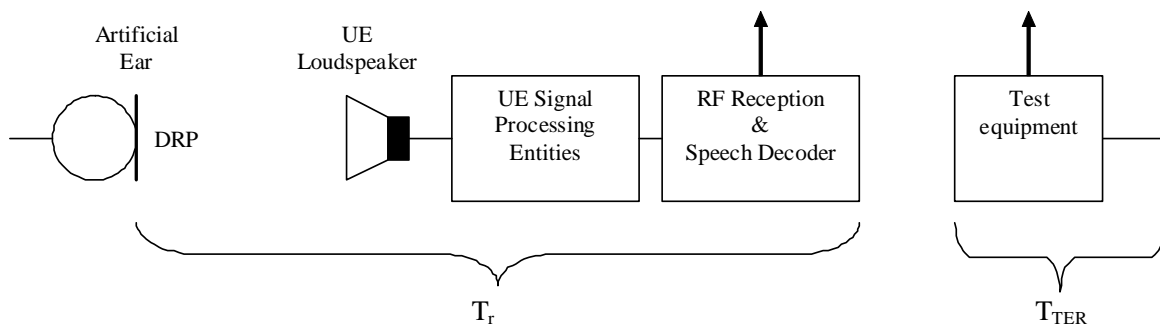 Artificial
Ear
DRP
UE
Loudspeaker
UE Signal
Processing
Entities
RF Reception
&
Speech Decoder
Test
equipment
Tr
TTER